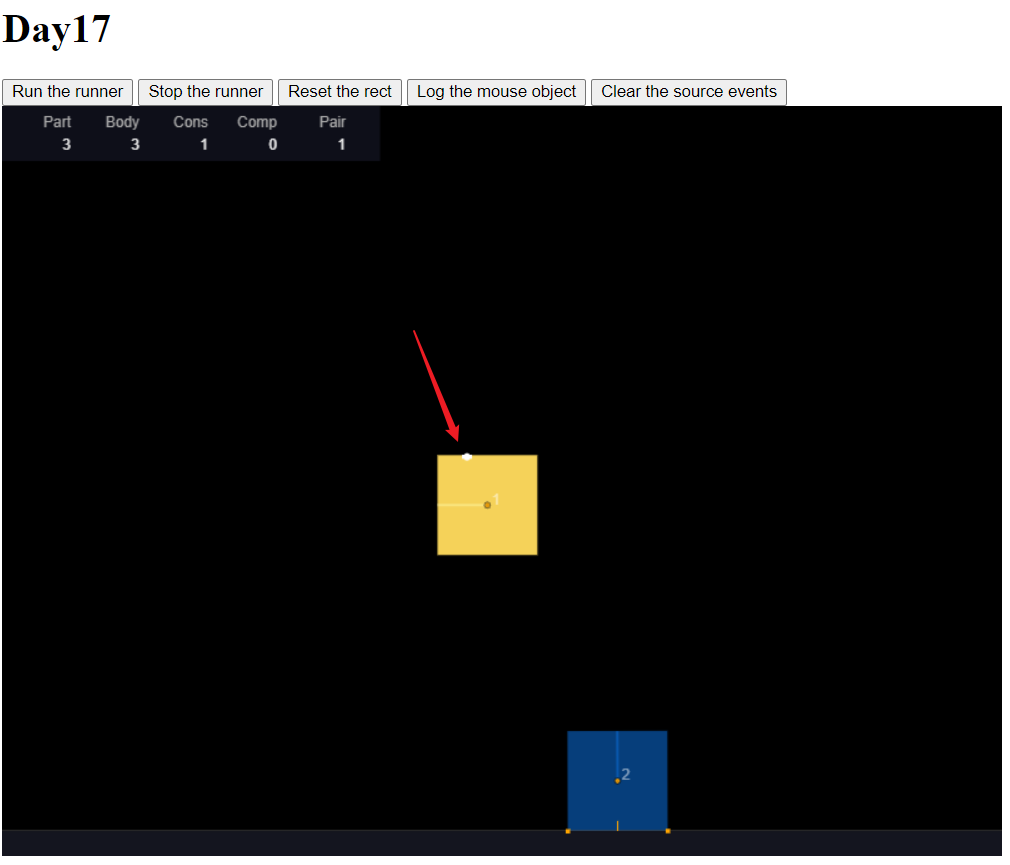 Day17
Run the runner Stop the runner Reset the rect Log the mouse object Clear the source events
Part Body Cons Comp Pair
3 3 1 0 1
1
2